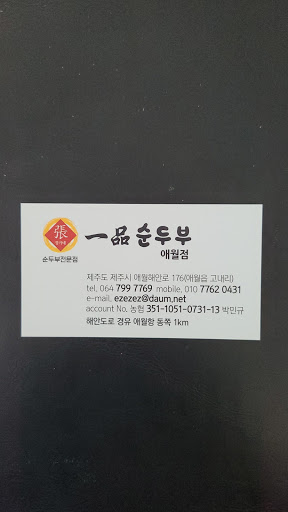 張
순두부전문점
一品 순두부
애월점
제주도 제주시 애월해안로 176(애월읍 고내리)
tel. 064 799 7769 mobile. 010 7762 0431
e-mail. ezezez@daum.net
account No. 농협 351-1051-0731-13 박민규
해안도로 경유 애월항 동쪽 1km